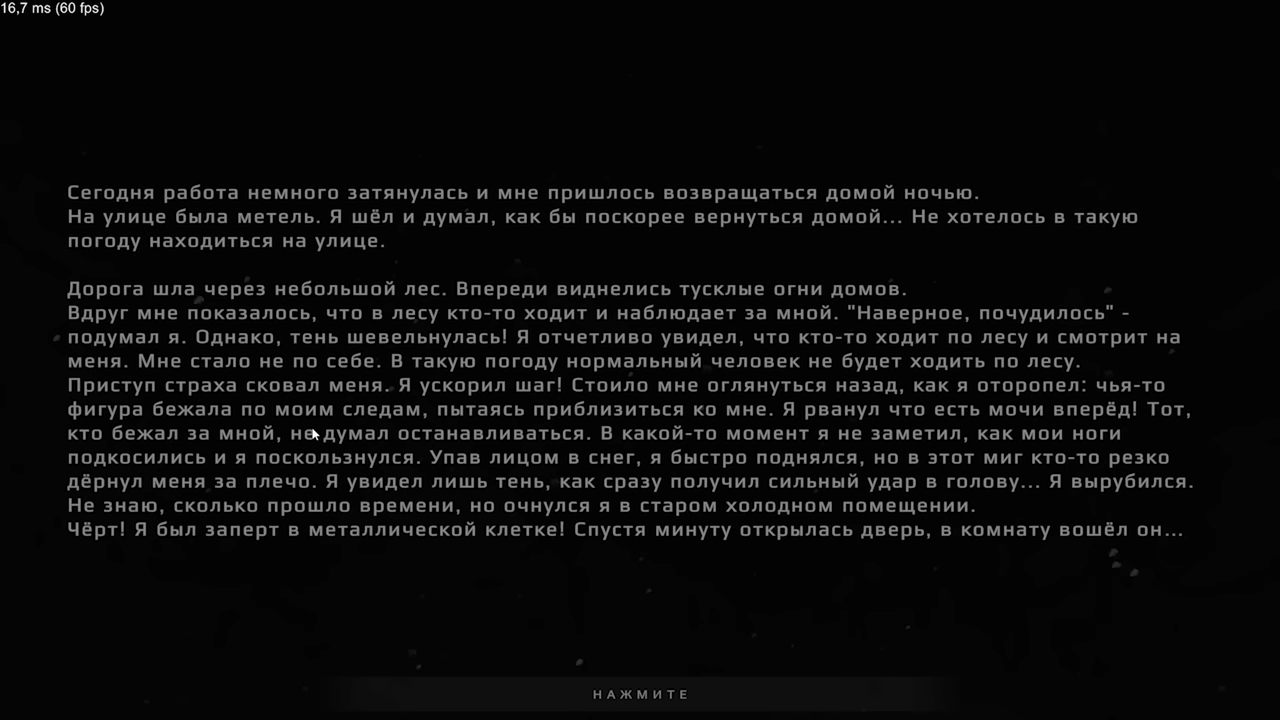 16,7 ms (60 fps)
Сегодня работа немного затянулась и мне пришлось возвращаться домой ночью.
На улице была метель. Я шёл и думал, как бы поскорее вернуться домой... Не хотелось в такую
погоду находиться на улице.
Дорога шла через небольшой лес. Впереди виднелись тусклые огни домов.
Вдруг мне показалось, что в лесу кто-то ходит и наблюдает за мной. "Наверное, почудилось" -
подумал я. Однако, тень шевельнулась! Я отчетливо увидел, что кто-то ходит по лесу и смотрит на
меня. Мне стало не по себе. В такую погоду нормальный человек не будет ходить по лесу.
Приступ страха сковал меня. Я ускорил шаг! Стоило мне оглянуться назад, как я оторопел: чья-то
фигура бежала по моим следам, пытаясь приблизиться ко мне. Я рванул что есть мочи вперёд! Тот,
кто бежал за мной, не думал останавливаться. В какой-то момент я не заметил, как мои ноги
подкосились и я поскользнулся. Упав лицом в снег, я быстро поднялся, но в этот миг кто-то резко
дёрнул меня за плечо. Я увидел лишь тень, как сразу получил сильный удар в голову... Я вырубился.
Не знаю, сколько прошло времени, но очнулся я в старом холодном помещении.
Чёрт! Я был заперт в металлической клетке! Спустя минуту открылась дверь, в комнату вошёл он...
НАЖМИТЕ